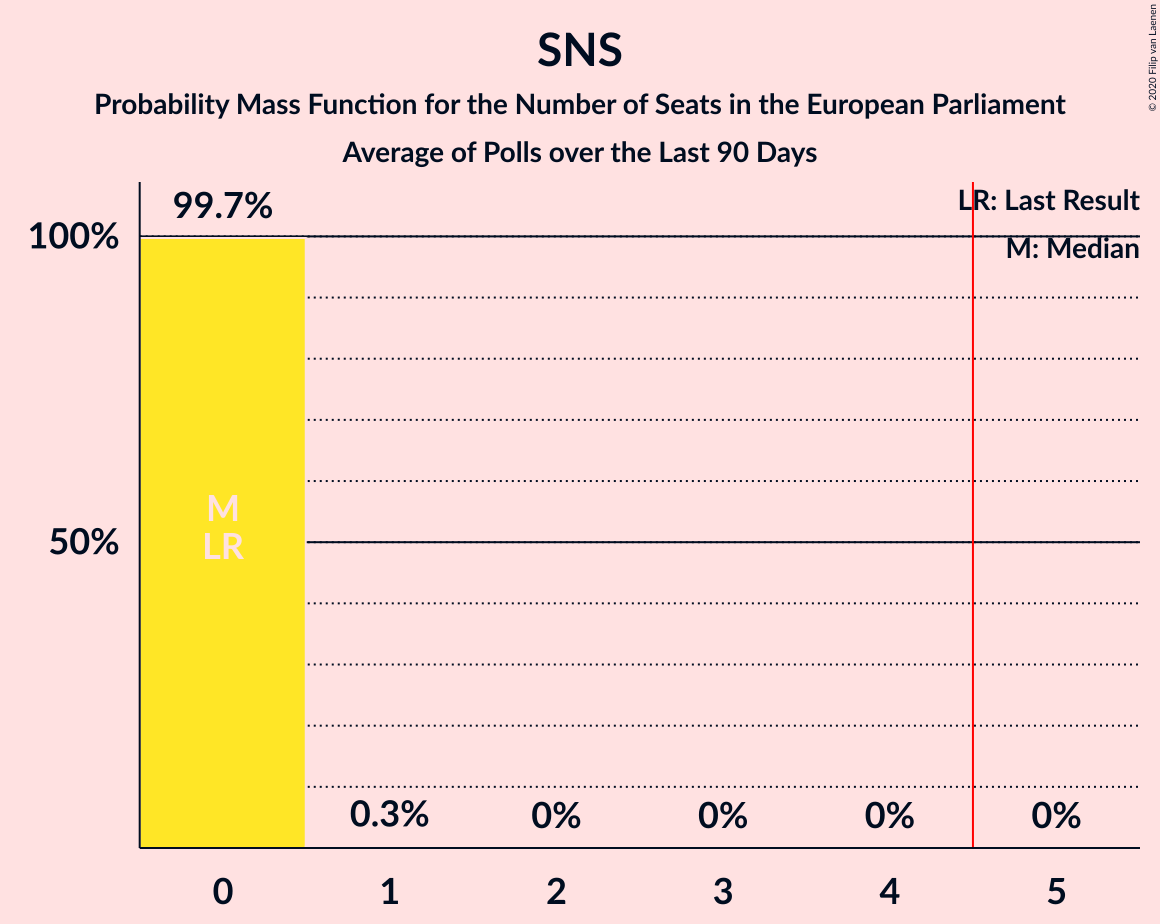 SNS
Probability Mass Function for the Number of Seats in the European Parliament
Average of Polls over the Last 90 Days
© 2020 Filip van Laenen
LR: Last Result
M: Median
99.7%
100%
50%
M
LR
0.3%
0%
0%
0%
0%
0
1
2
3
4
5